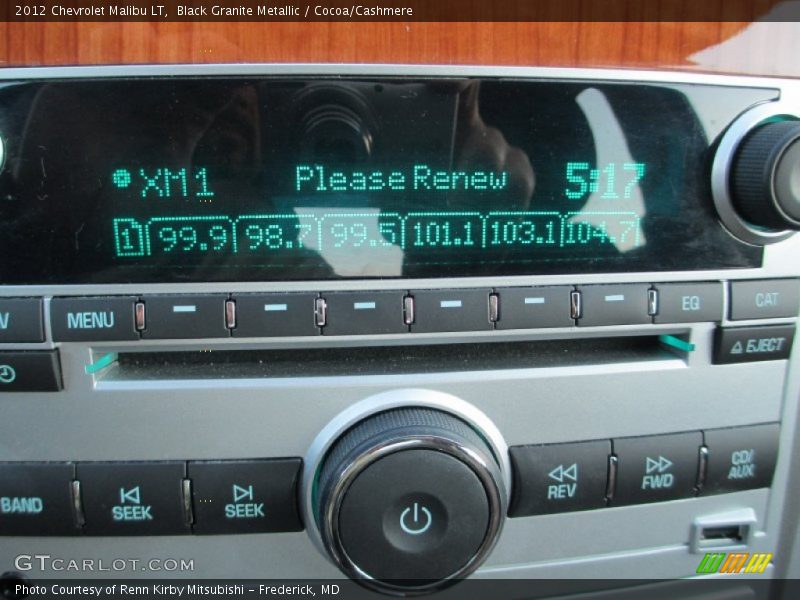 2012 Chevrolet Malibu LT,  Black Granite Metallic / Cocoa/Cashmere
XM1 Please Renew 5:17
1 99.9 98.7 99.5 101.1 103.1 104.7
MENU EQ CAT
EJECT
BAND SEEK SEEK REV FWD CD/
AUX
GTCARLOT.COM
Photo Courtesy of Renn Kirby Mitsubishi - Frederick, MD